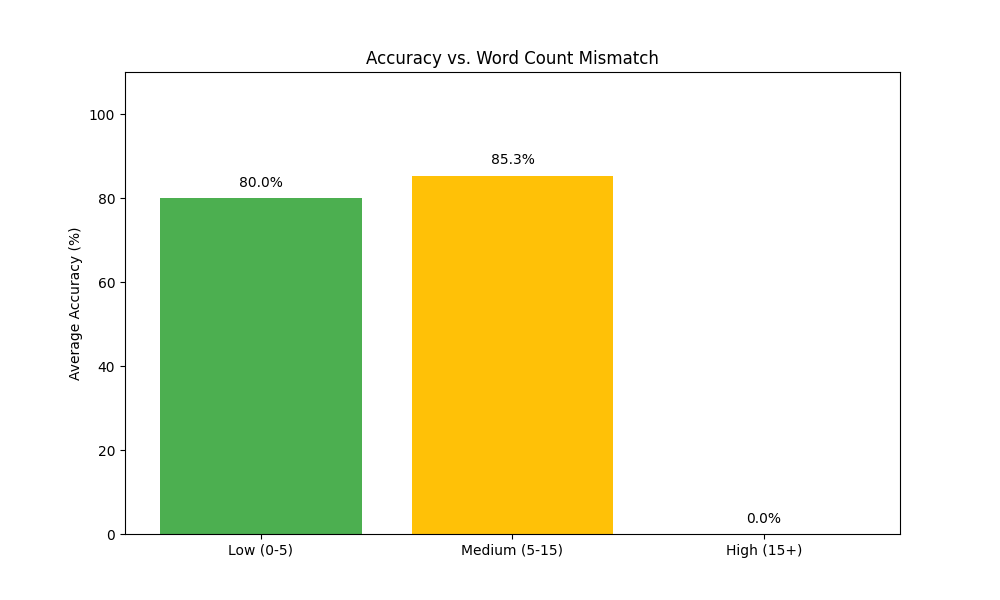 Accuracy vs. Word Count Mismatch
Average Accuracy (%)
100
80
60
40
20
0
80.0%
85.3%
0.0%
Low (0-5)
Medium (5-15)
High (15+)